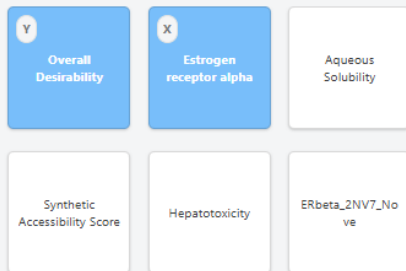 Y
Overall
Desirability
X
Estrogen
receptor alpha
Aqueous
Solubility
Synthetic
Accessibility Score
Hepatotoxicity
ERbeta_2NV7_No
ve